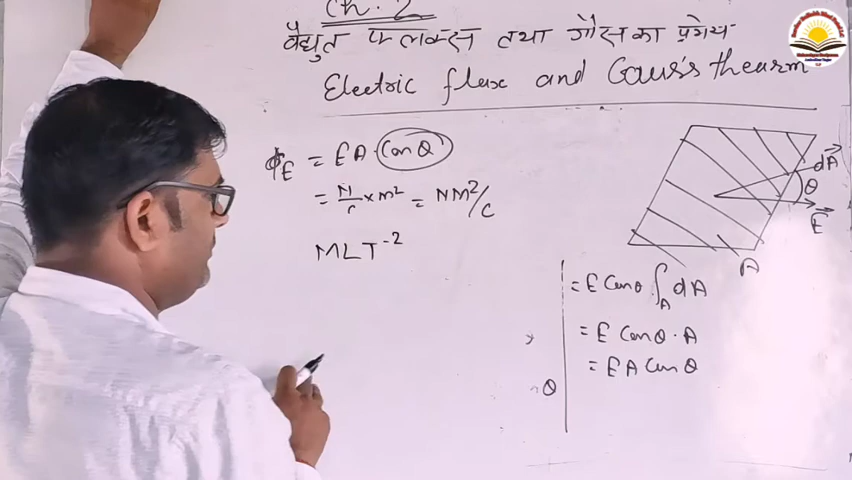 Ch. 2
वैद्युत फ्लक्स तथा गौस का प्रमेय
Electric flux and Gauss's thearm
ϕE = EA · Cosθ
= N/C × m² = NM²/C
MLT⁻²
dA⃗
θ
E⃗
A
= E Cosθ ∫A dA
= E Cosθ · A
= EA Cosθ
θ